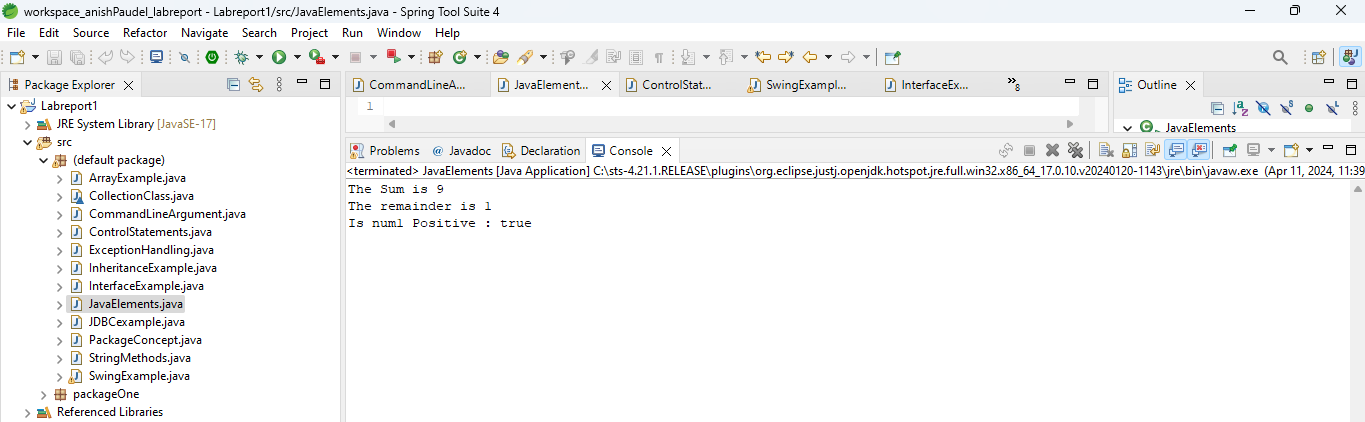 workspace_anishPaudel_labreport - Labreport1/src/JavaElements.java - Spring Tool Suite 4
File Edit Source Refactor Navigate Search Project Run Window Help
Package Explorer
CommandLineA... JavaElement... ControlStat... SwingExampl... InterfaceEx... »8
Outline
Labreport1
JRE System Library [JavaSE-17]
src
(default package)
ArrayExample.java
CollectionClass.java
CommandLineArgument.java
ControlStatements.java
ExceptionHandling.java
InheritanceExample.java
InterfaceExample.java
JavaElements.java
JDBCexample.java
PackageConcept.java
StringMethods.java
SwingExample.java
packageOne
Referenced Libraries
1
JavaElements
Problems @ Javadoc Declaration Console
<terminated> JavaElements [Java Application] C:\sts-4.21.1.RELEASE\plugins\org.eclipse.justj.openjdk.hotspot.jre.full.win32.x86_64_17.0.10.v20240120-1143\jre\bin\javaw.exe (Apr 11, 2024, 11:39
The Sum is 9
The remainder is 1
Is num1 Positive : true